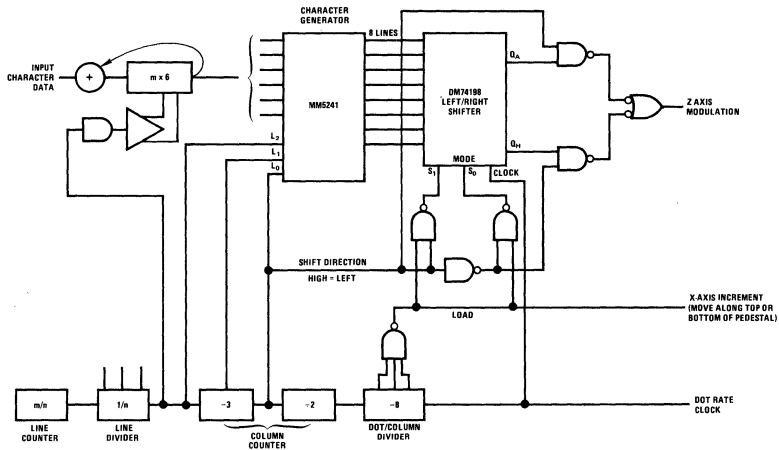 CHARACTER
GENERATOR
8 LINES
INPUT
CHARACTER
DATA
+
m x 6
MM5241
DM74198
LEFT/RIGHT
SHIFTER
QA
Z AXIS
MODULATION
L2
L1
L0
QH
MODE
S1
S0
CLOCK
SHIFT DIRECTION
HIGH = LEFT
LOAD
X-AXIS INCREMENT
(MOVE ALONG TOP OR
BOTTOM OF PEDESTAL)
m/n
1/n
÷3
÷2
÷8
DOT RATE
CLOCK
LINE
COUNTER
LINE
DIVIDER
COLUMN
COUNTER
DOT/COLUMN
DIVIDER